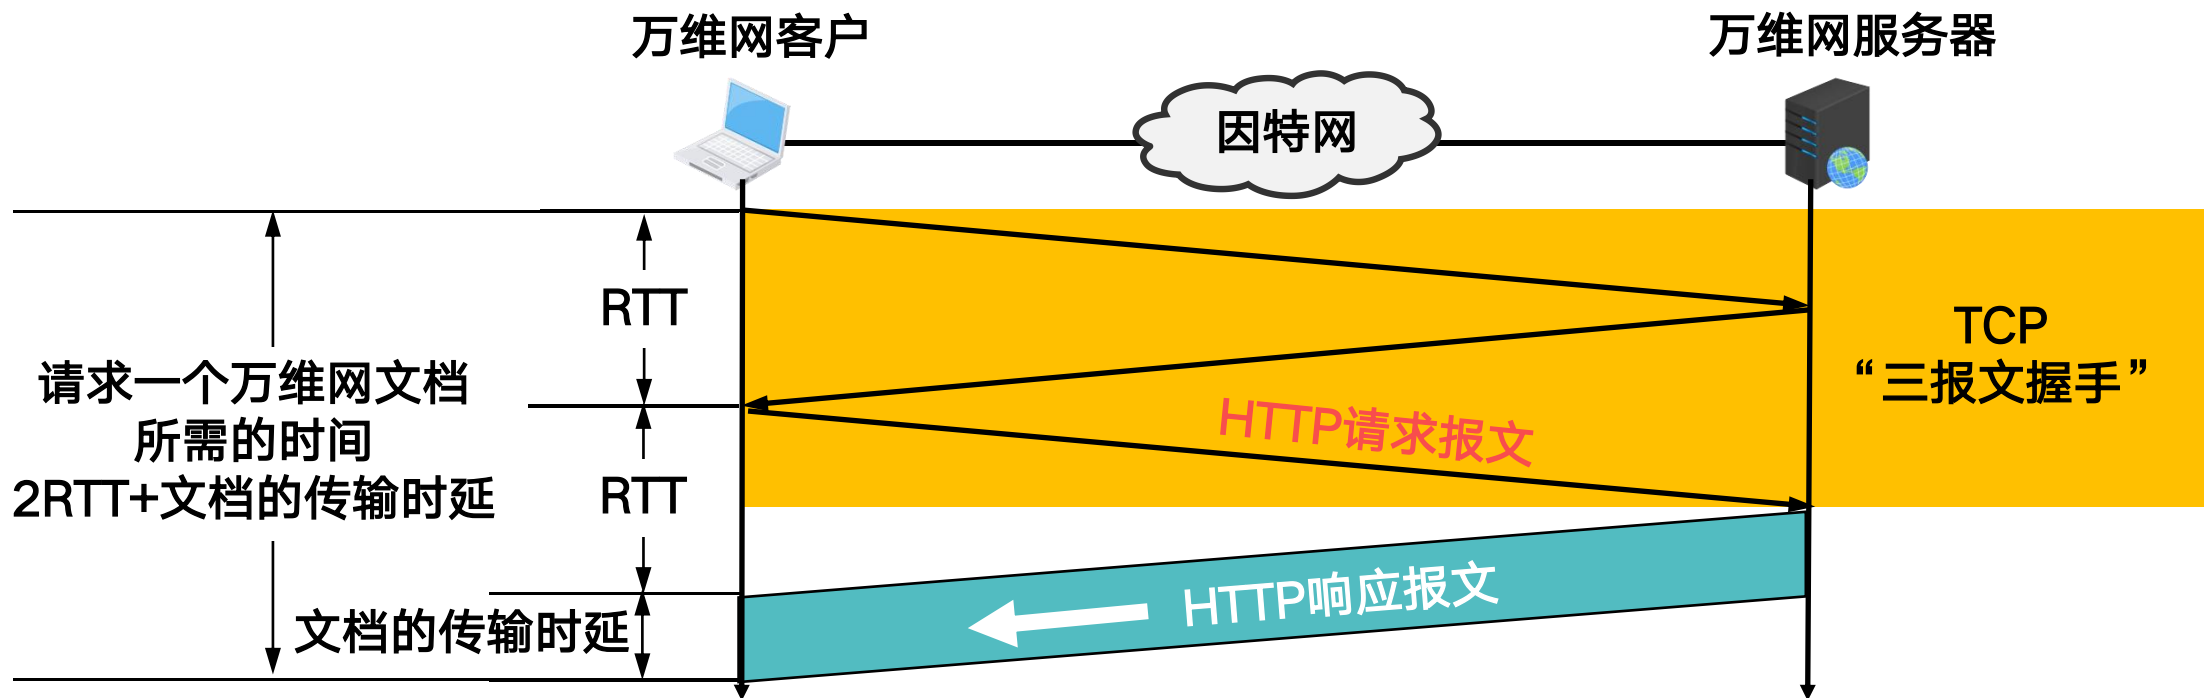 万维网客户
万维网服务器
因特网
RTT
TCP
“三报文握手”
请求一个万维网文档
所需的时间
2RTT+文档的传输时延
HTTP请求报文
RTT
HTTP响应报文
文档的传输时延